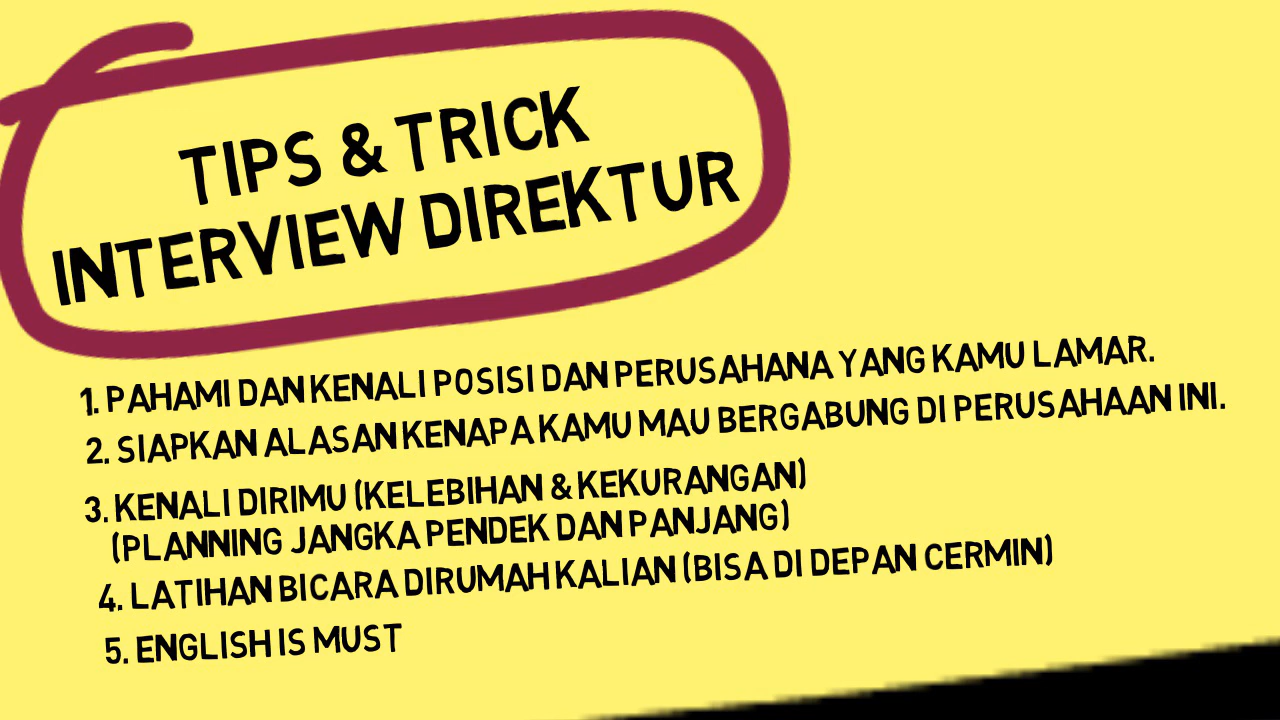 TIPS & TRICK
INTERVIEW DIREKTUR
1. PAHAMI DAN KENALI POSISI DAN PERUSAHANA YANG KAMU LAMAR.
2. SIAPKAN ALASAN KENAPA KAMU MAU BERGABUNG DI PERUSAHAAN INI.
3. KENALI DIRIMU (KELEBIHAN & KEKURANGAN)
(PLANNING JANGKA PENDEK DAN PANJANG)
4. LATIHAN BICARA DIRUMAH KALIAN (BISA DI DEPAN CERMIN)
5. ENGLISH IS MUST